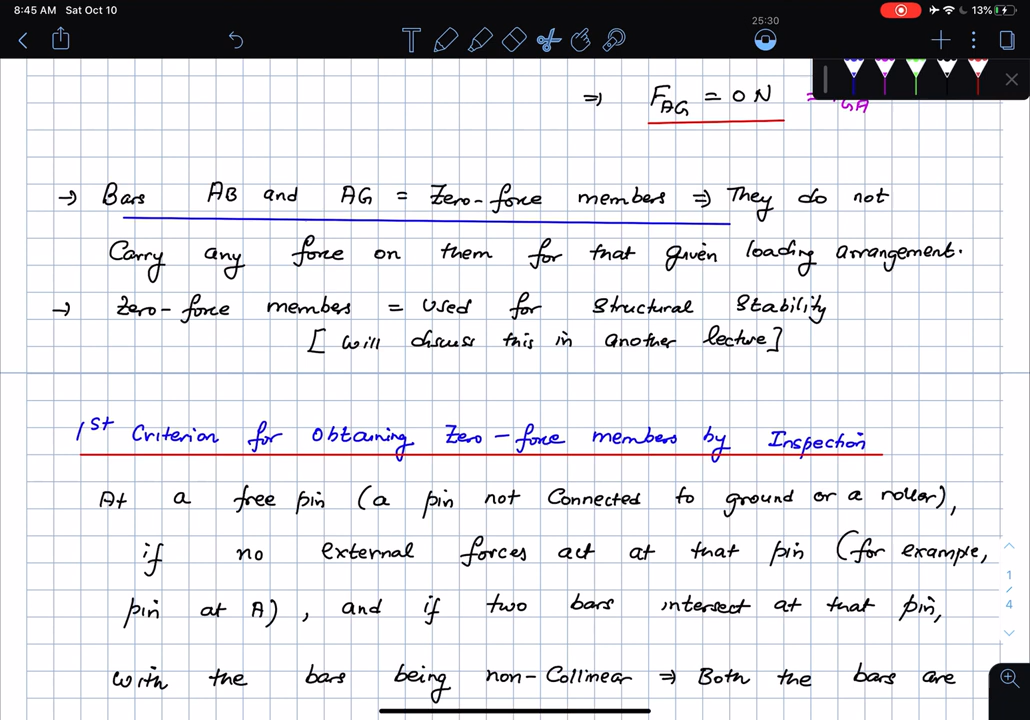 8:45 AM Sat Oct 10
13%
25:30
⇒ F_AG = 0 N =
GA
→ Bars AB and AG = Zero-force members ⇒ They do not
Carry any force on them for that given loading arrangement.
→ Zero-force members = Used for Structural Stability
[ will discuss this in another lecture]
1st Criterion for Obtaining Zero-force members by Inspection
At a free pin (a pin not Connected to ground or a roller),
if no external forces act at that pin (for example,
pin at A), and if two bars intersect at that pin,
with the bars being non-Collinear ⇒ Both the bars are
1
/
4